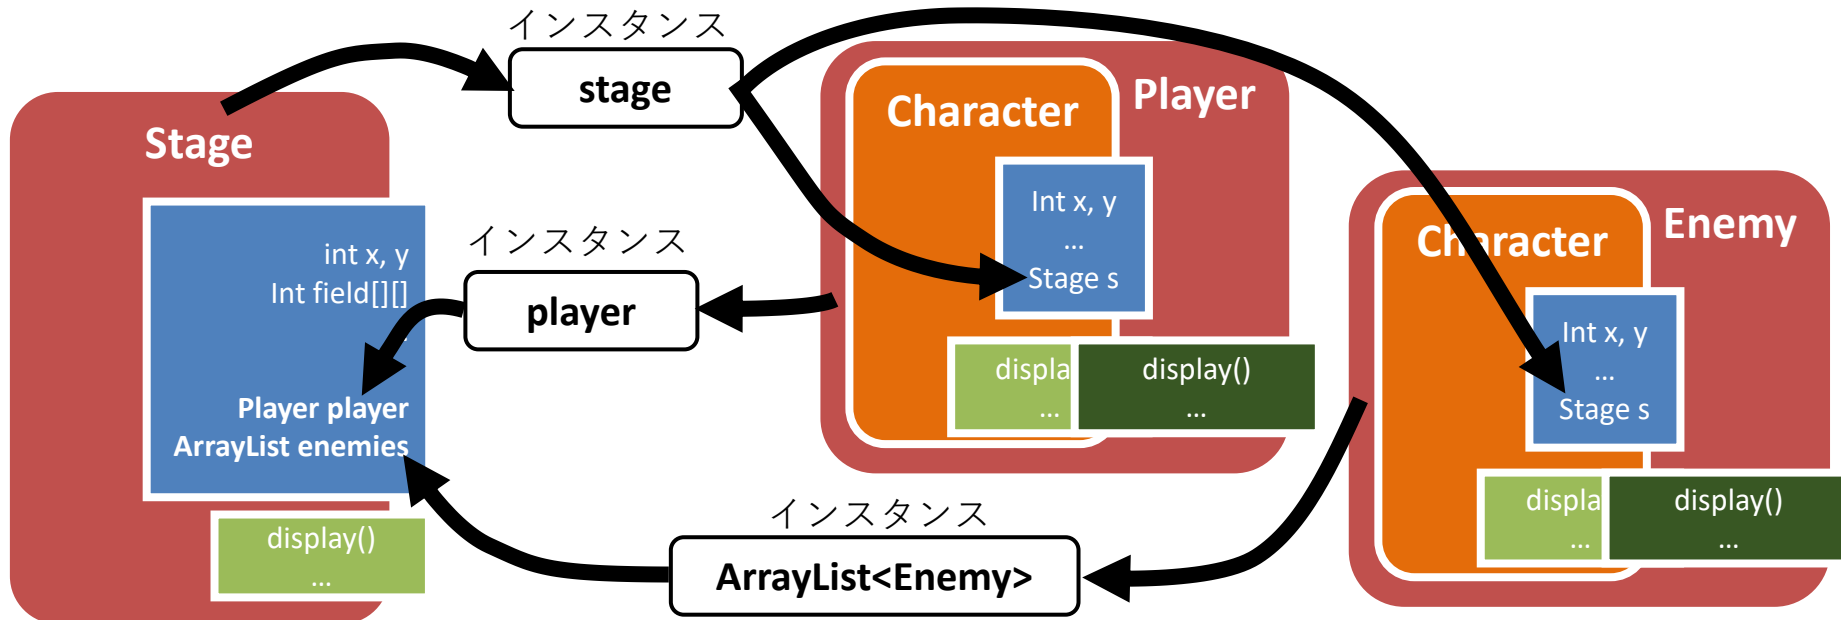 インスタンス
stage
Stage
int x, y
Int field[][]
Player player
ArrayList enemies
display()
...
インスタンス
player
Player
Character
Int x, y
...
Stage s
display()
...
...
インスタンス
ArrayList<Enemy>
Enemy
Character
Int x, y
...
Stage s
display()
...
...